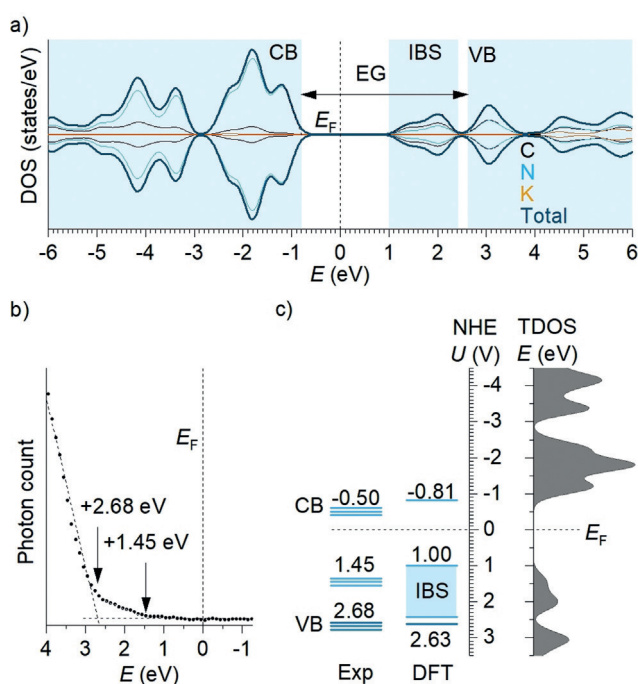 a)
CB
IBS
VB
EG
E_F
DOS (states/eV)
C
N
K
Total
-6 -5 -4 -3 -2 -1 0 1 2 3 4 5 6
E (eV)
b)
Photon count
E_F
+2.68 eV
+1.45 eV
4 3 2 1 0 -1
E (eV)
c)
NHE TDOS
U (V) E (eV)
-4
-3
-2
-1
0
1
2
3
CB
-0.50 -0.81
E_F
1.45
1.00
IBS
VB
2.68
2.63
Exp DFT